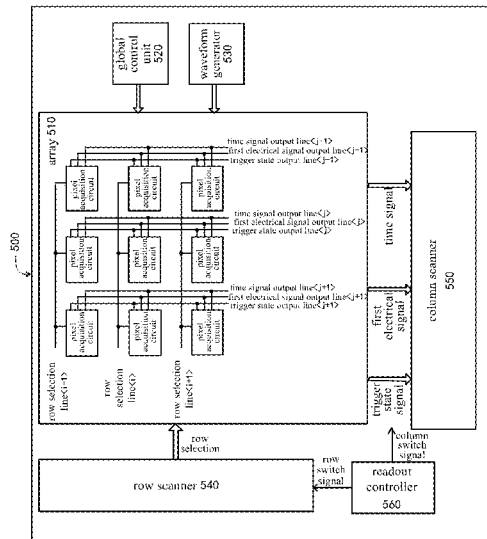 global control unit 520
waveform generator 530
array 510
500
time signal output line<j-1>
first electrical signal output line<j-1>
trigger state output line<j-1>
pixel acquisition circuit
pixel acquisition circuit
pixel acquisition circuit
time signal output line<j>
first electrical signal output line<j>
trigger state output line<j>
pixel acquisition circuit
pixel acquisition circuit
pixel acquisition circuit
time signal output line<j+1>
first electrical signal output line<j+1>
trigger state output line<j+1>
pixel acquisition circuit
pixel acquisition circuit
pixel acquisition circuit
row selection line<i-1>
row selection line<i>
row selection line<i+1>
time signal
first electrical signal
trigger state signal
column scanner 550
row selection
column switch signal
row scanner 540
row switch signal
readout controller 560